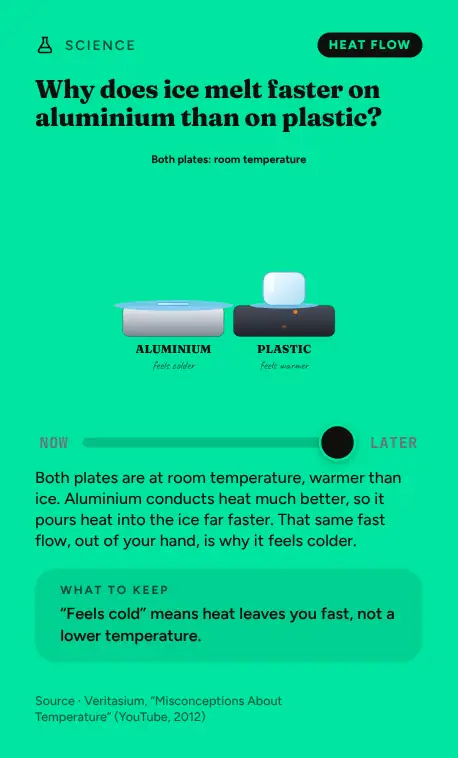 SCIENCE
HEAT FLOW
Why does ice melt faster on
aluminium than on plastic?
Both plates: room temperature
ALUMINIUM
PLASTIC
feels colder
feels warmer
NOW
LATER
Both plates are at room temperature, warmer than
ice. Aluminium conducts heat much better, so it
pours heat into the ice far faster. That same fast
flow, out of your hand, is why it feels colder.
WHAT TO KEEP
“Feels cold” means heat leaves you fast, not a
lower temperature.
Source · Veritasium, “Misconceptions About
Temperature” (YouTube, 2012)